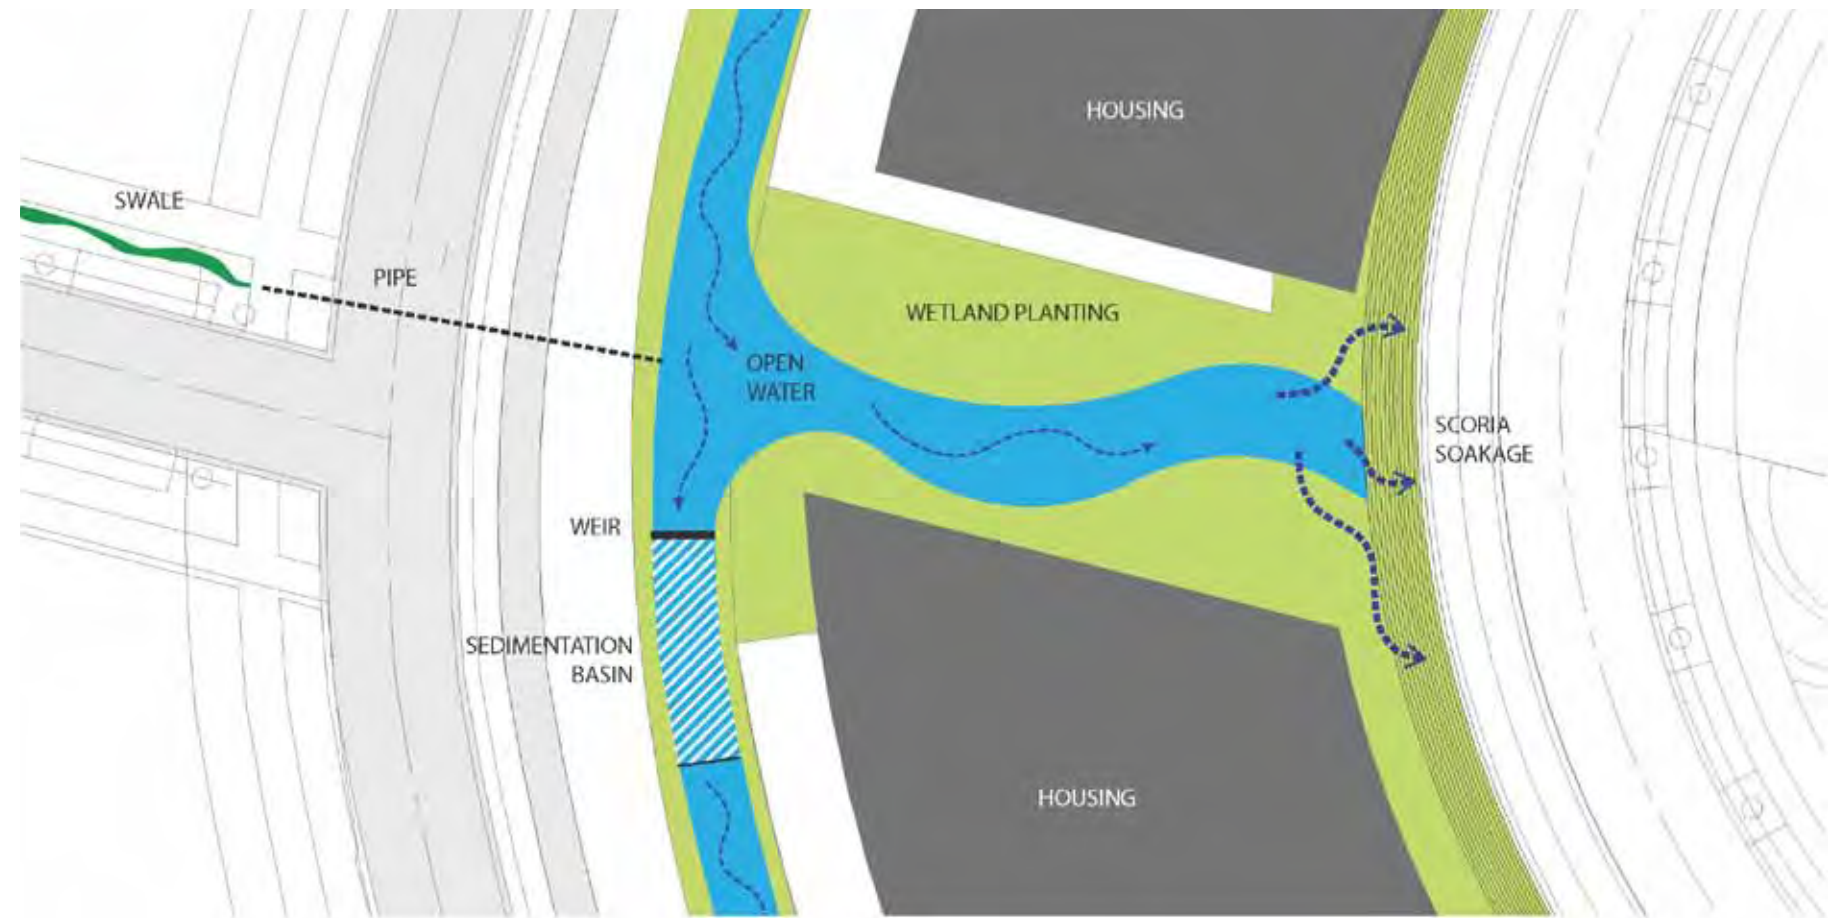 HOUSING
SWALE
PIPE
WETLAND PLANTING
OPEN
WATER
SCORIA
SOAKAGE
WEIR
SEDIMENTATION
BASIN
HOUSING